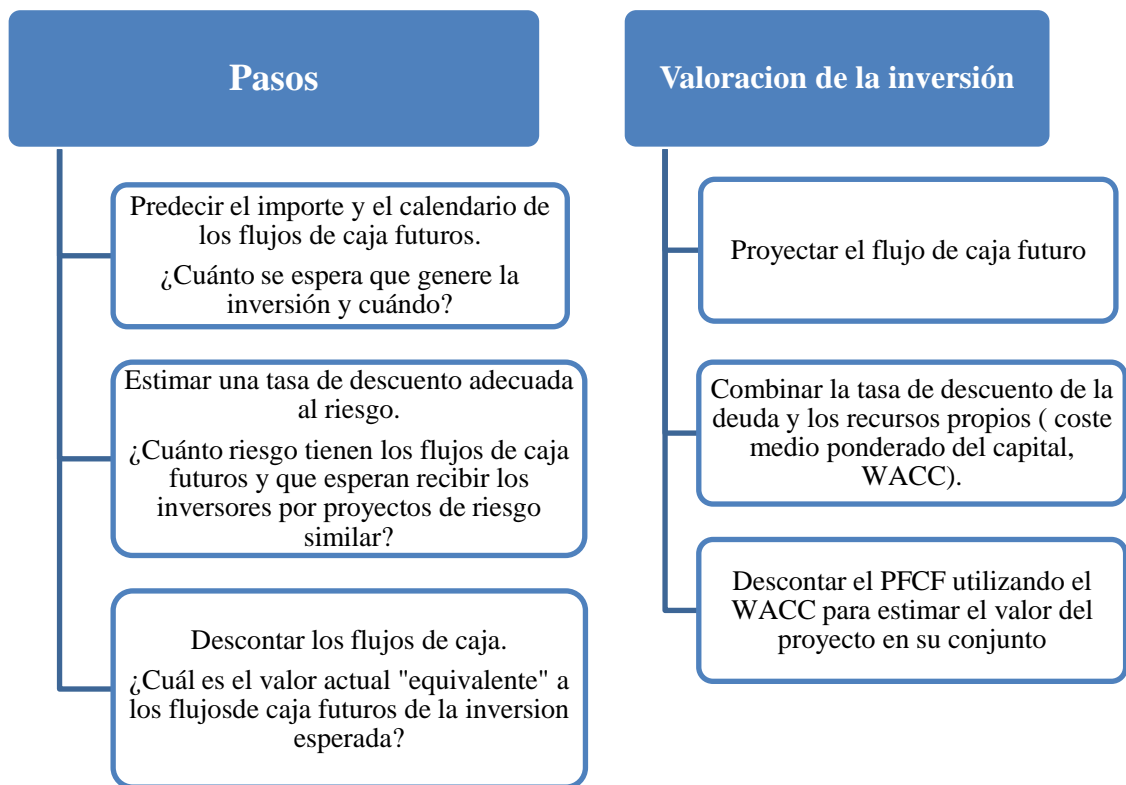 Pasos
Predecir el importe y el calendario de
los flujos de caja futuros.
¿Cuánto se espera que genere la
inversión y cuándo?
Estimar una tasa de descuento adecuada
al riesgo.
¿Cuánto riesgo tienen los flujos de caja
futuros y que esperan recibir los
inversores por proyectos de riesgo
similar?
Descontar los flujos de caja.
¿Cuál es el valor actual "equivalente" a
los flujosde caja futuros de la inversion
esperada?
Valoracion de la inversión
Proyectar el flujo de caja futuro
Combinar la tasa de descuento de la
deuda y los recursos propios ( coste
medio ponderado del capital,
WACC).
Descontar el PFCF utilizando el
WACC para estimar el valor del
proyecto en su conjunto